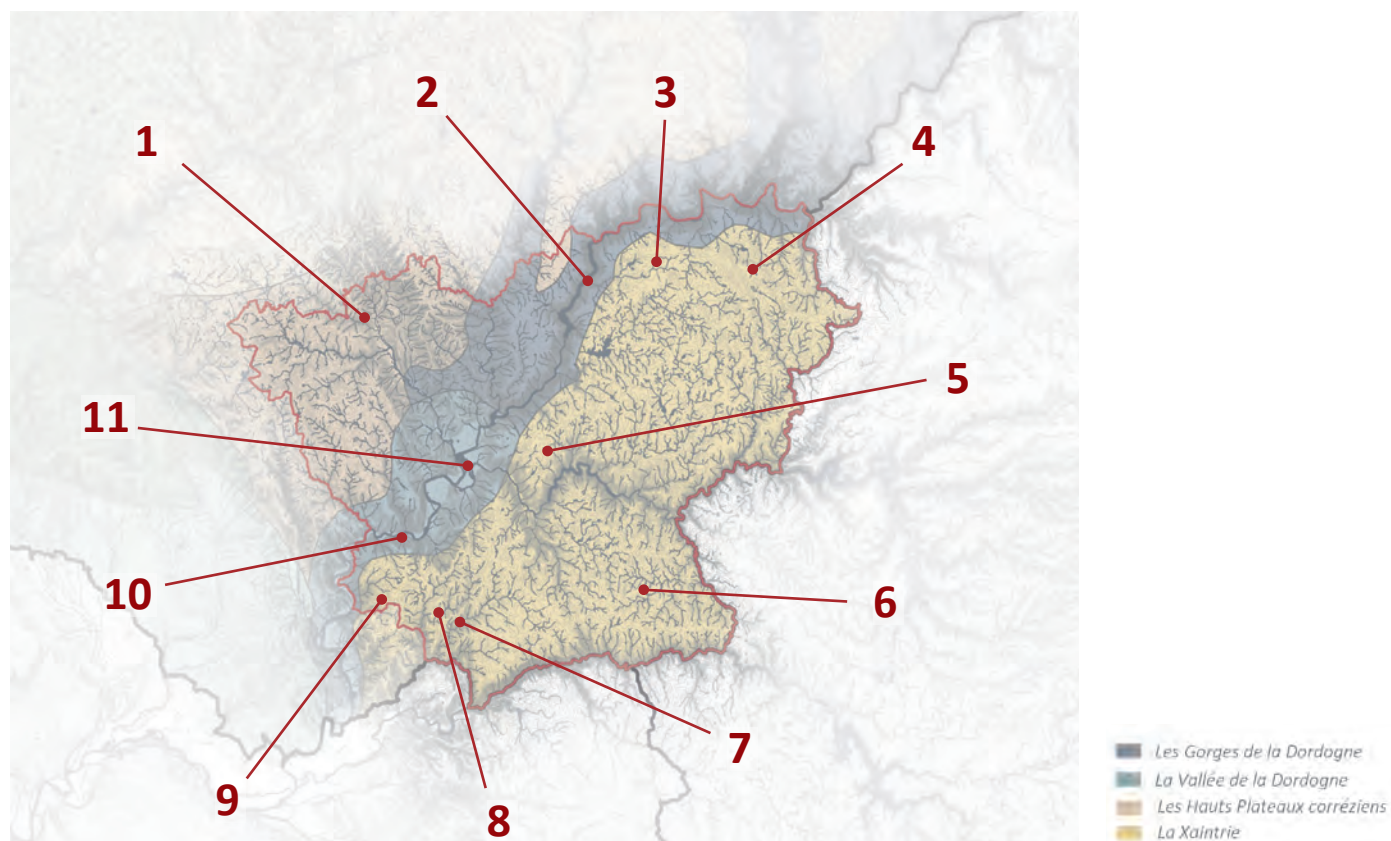 2
3
1
4
5
11
10
6
7
9
8
Les Gorges de la Dordogne
La Vallée de la Dordogne
Les Hauts Plateaux corréziens
La Xaintrie